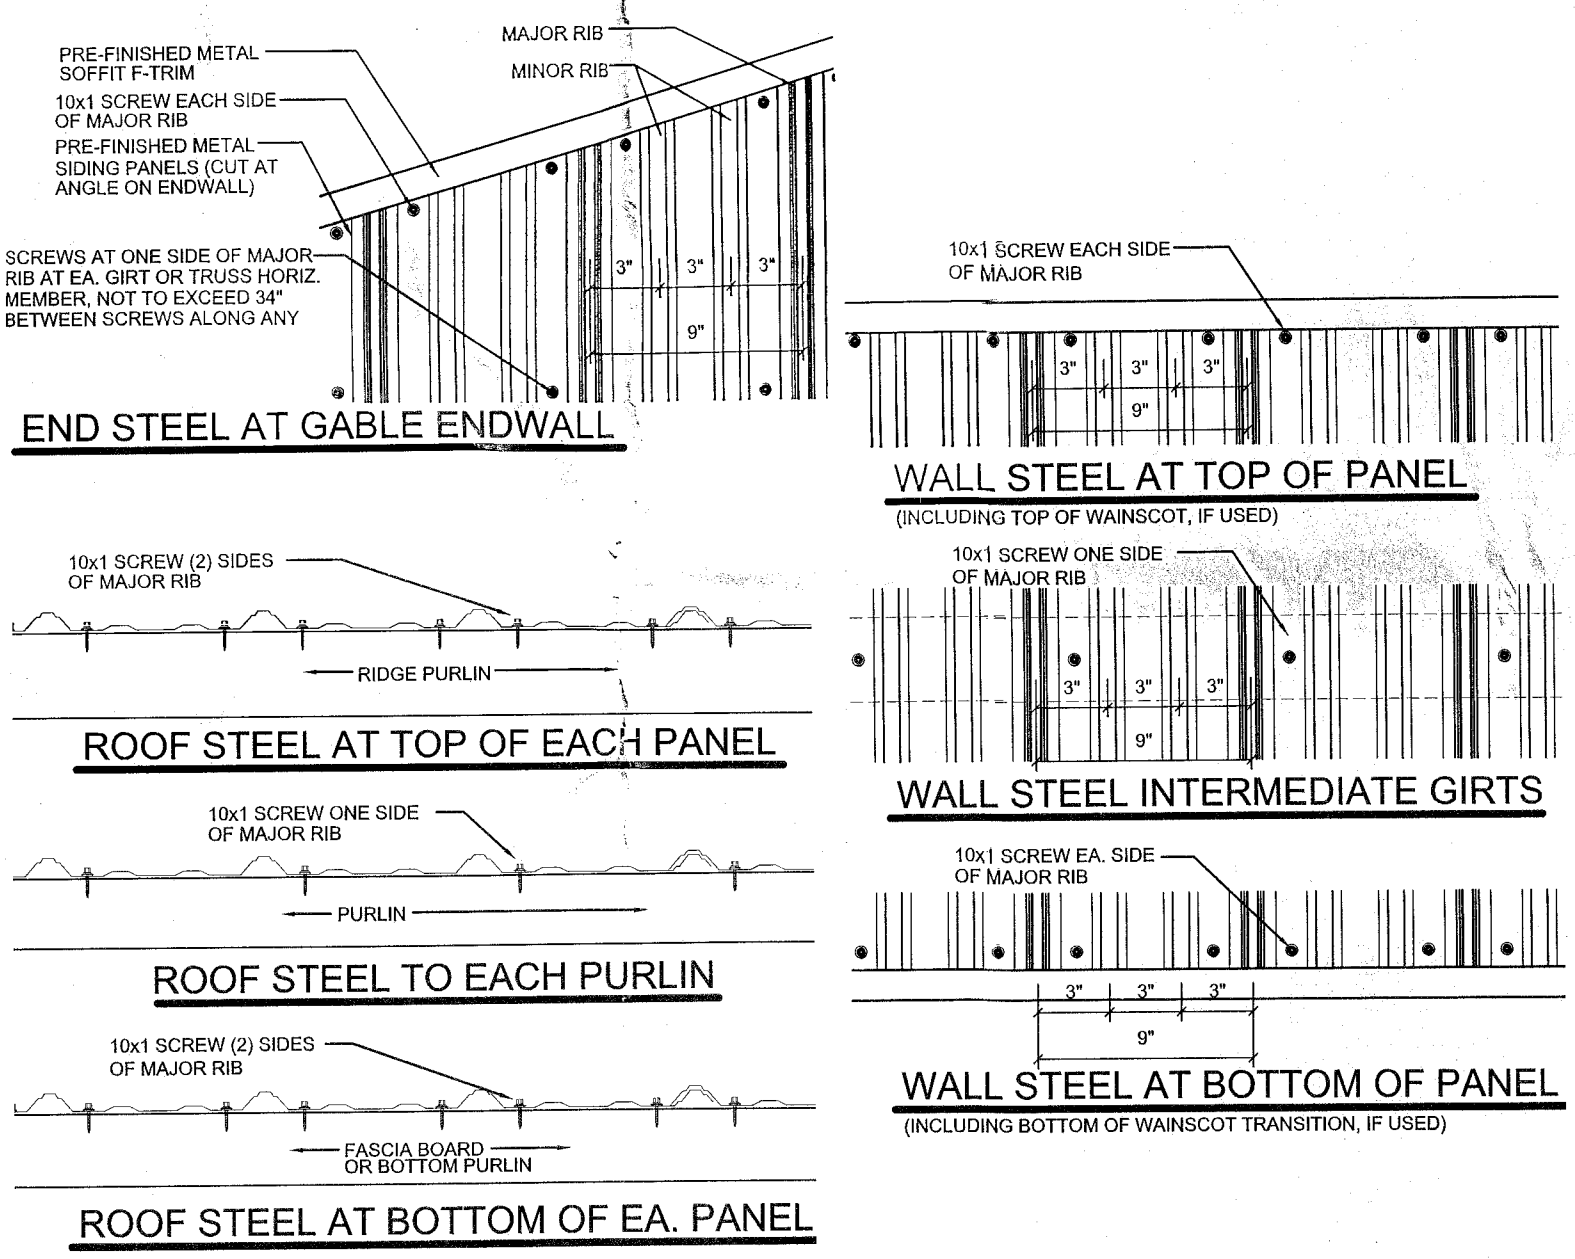 PRE-FINISHED METAL
SOFFIT F-TRIM
10x1 SCREW EACH SIDE
OF MAJOR RIB
PRE-FINISHED METAL
SIDING PANELS (CUT AT
ANGLE ON ENDWALL)
SCREWS AT ONE SIDE OF MAJOR
RIB AT EA. GIRT OR TRUSS HORIZ.
MEMBER, NOT TO EXCEED 34"
BETWEEN SCREWS ALONG ANY
MAJOR RIB
MINOR RIB
3" 3" 3"
9"
END STEEL AT GABLE ENDWALL
10x1 SCREW (2) SIDES
OF MAJOR RIB
RIDGE PURLIN
ROOF STEEL AT TOP OF EACH PANEL
10x1 SCREW ONE SIDE
OF MAJOR RIB
PURLIN
ROOF STEEL TO EACH PURLIN
10x1 SCREW (2) SIDES
OF MAJOR RIB
FASCIA BOARD
OR BOTTOM PURLIN
ROOF STEEL AT BOTTOM OF EA. PANEL
10x1 SCREW EACH SIDE
OF MAJOR RIB
3" 3" 3"
9"
WALL STEEL AT TOP OF PANEL
(INCLUDING TOP OF WAINSCOT, IF USED)
10x1 SCREW ONE SIDE
OF MAJOR RIB
3" 3" 3"
9"
WALL STEEL INTERMEDIATE GIRTS
10x1 SCREW EA. SIDE
OF MAJOR RIB
3" 3" 3"
9"
WALL STEEL AT BOTTOM OF PANEL
(INCLUDING BOTTOM OF WAINSCOT TRANSITION, IF USED)